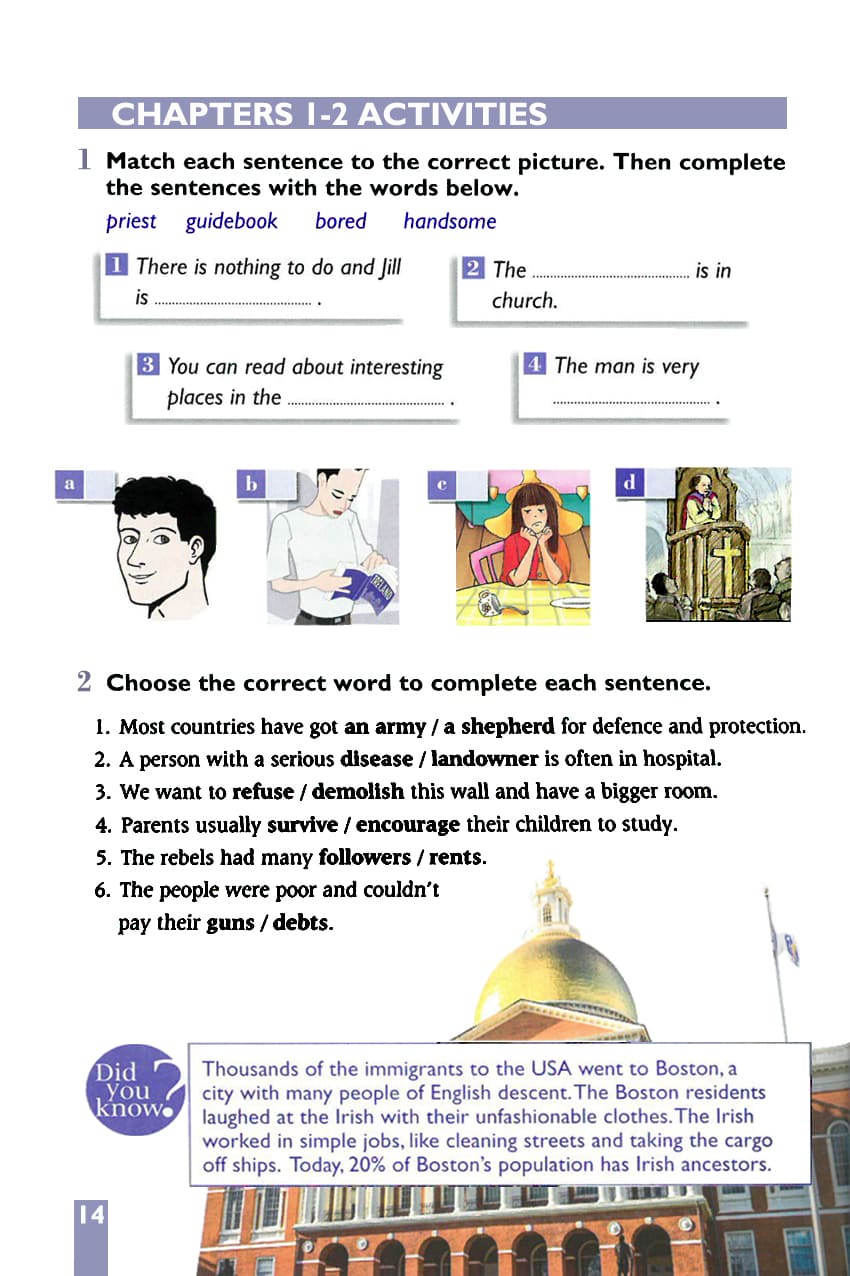 CHAPTERS 1-2 ACTIVITIES
1 Match each sentence to the correct picture. Then complete
the sentences with the words below.
priest guidebook bored handsome
1 There is nothing to do and Jill
is ............................................ .
2 The ............................................ is in
church.
3 You can read about interesting
places in the ............................................ .
4 The man is very
............................................ .
a
b
c
d
IRELAND
2 Choose the correct word to complete each sentence.
1. Most countries have got an army / a shepherd for defence and protection.
2. A person with a serious disease / landowner is often in hospital.
3. We want to refuse / demolish this wall and have a bigger room.
4. Parents usually survive / encourage their children to study.
5. The rebels had many followers / rents.
6. The people were poor and couldn't
pay their guns / debts.
Did
you
know?
Thousands of the immigrants to the USA went to Boston, a
city with many people of English descent. The Boston residents
laughed at the Irish with their unfashionable clothes. The Irish
worked in simple jobs, like cleaning streets and taking the cargo
off ships. Today, 20% of Boston's population has Irish ancestors.
14